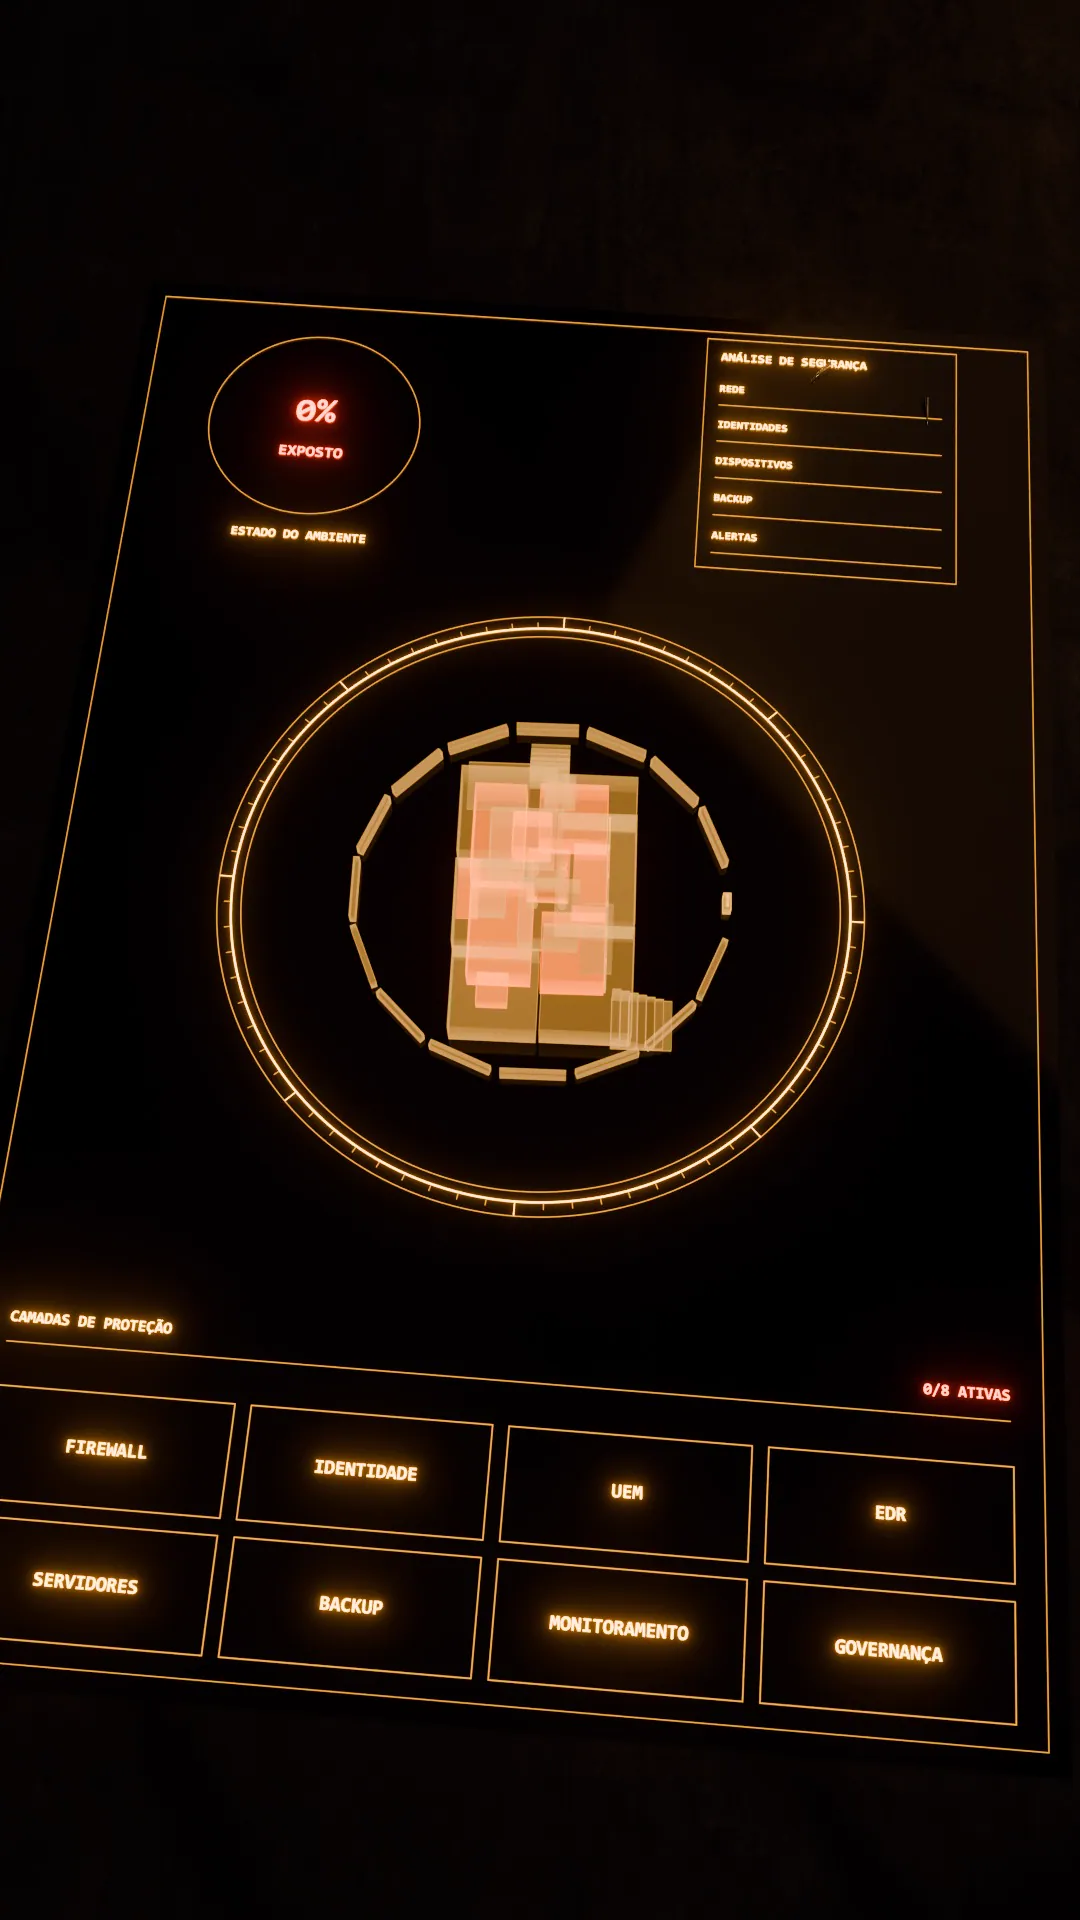 0%
EXPOSTO
ESTADO DO AMBIENTE
ANÁLISE DE SEGURANÇA
REDE
IDENTIDADES
DISPOSITIVOS
BACKUP
ALERTAS
CAMADAS DE PROTEÇÃO
0/8 ATIVAS
FIREWALL
IDENTIDADE
UEM
EDR
SERVIDORES
BACKUP
MONITORAMENTO
GOVERNANÇA